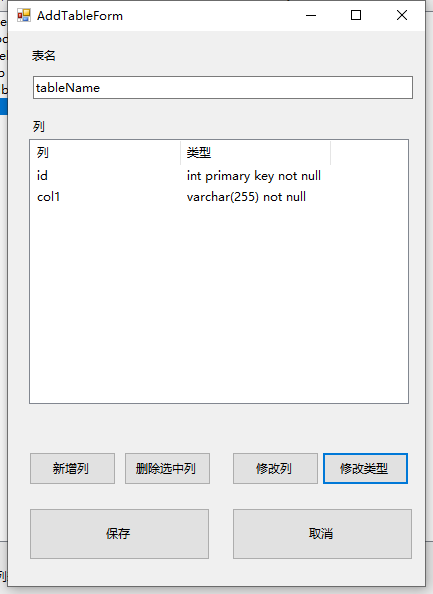 AddTableForm
表名
tableName
列
列 类型
id int primary key not null
col1 varchar(255) not null
新增列 删除选中列 修改列 修改类型
保存 取消